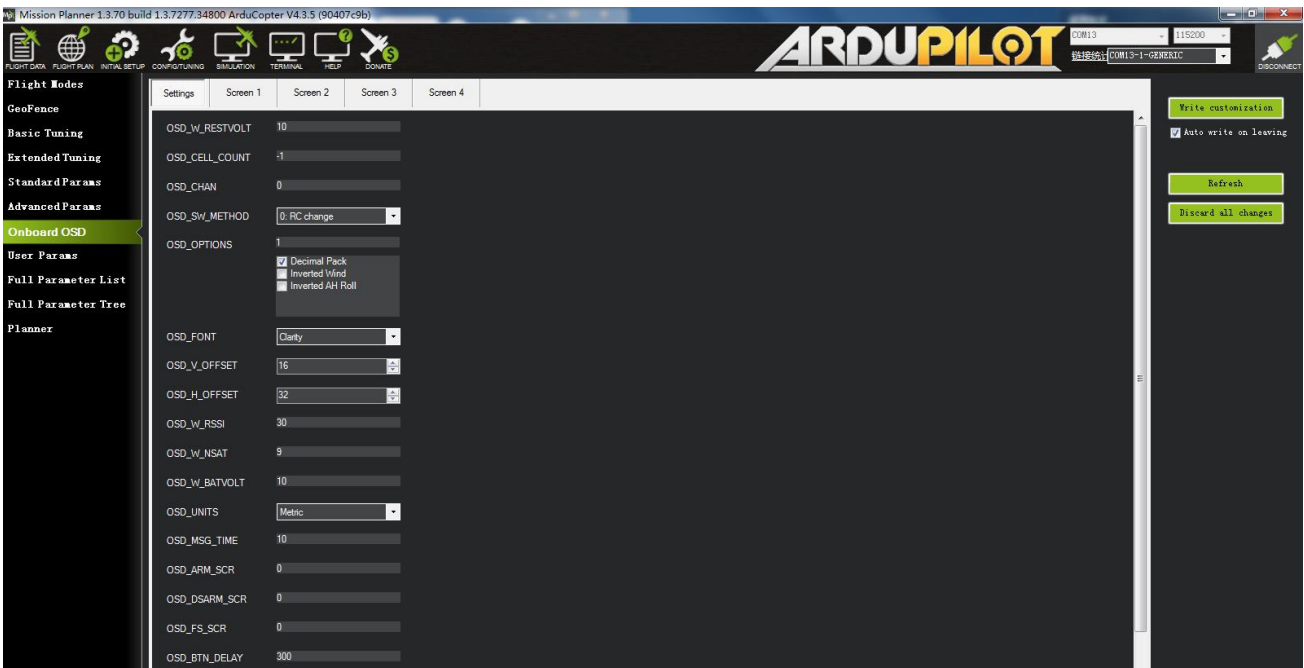 Mission Planner 1.3.70 build 1.3.7277.34800 ArduCopter V4.3.5 (90407c9b)
FLIGHT DATA FLIGHT PLAN INITIAL SETUP CONFIG/TUNING SIMULATION TERMINAL HELP DONATE
ARDUPILOT
COM13 115200
链接统计 COM13-1-GENERIC
DISCONNECT
Flight Modes
GeoFence
Basic Tuning
Extended Tuning
Standard Params
Advanced Params
Onboard OSD
User Params
Full Parameter List
Full Parameter Tree
Planner
Settings Screen 1 Screen 2 Screen 3 Screen 4
OSD_W_RESTVOLT 10
OSD_CELL_COUNT -1
OSD_CHAN 0
OSD_SW_METHOD 0: RC change
OSD_OPTIONS 1
Decimal Pack
Inverted Wind
Inverted AH Roll
OSD_FONT Clarity
OSD_V_OFFSET 16
OSD_H_OFFSET 32
OSD_W_RSSI 30
OSD_W_NSAT 9
OSD_W_BATVOLT 10
OSD_UNITS Metric
OSD_MSG_TIME 10
OSD_ARM_SCR 0
OSD_DSARM_SCR 0
OSD_FS_SCR 0
OSD_BTN_DELAY 300
Write customization
Auto write on leaving
Refresh
Discard all changes